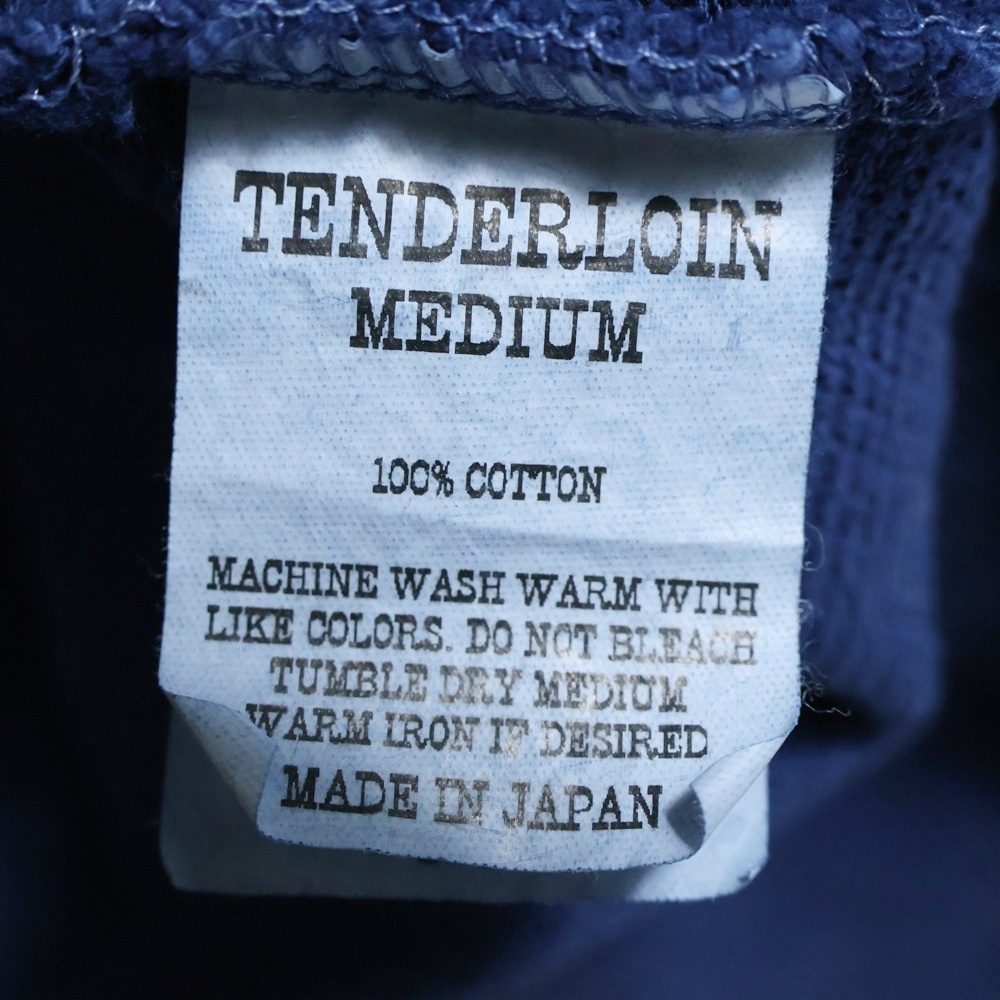 TENDERLOIN
MEDIUM
100% COTTON
MACHINE WASH WARM WITH
LIKE COLORS. DO NOT BLEACH
TUMBLE DRY MEDIUM
WARM IRON IF DESIRED
MADE IN JAPAN